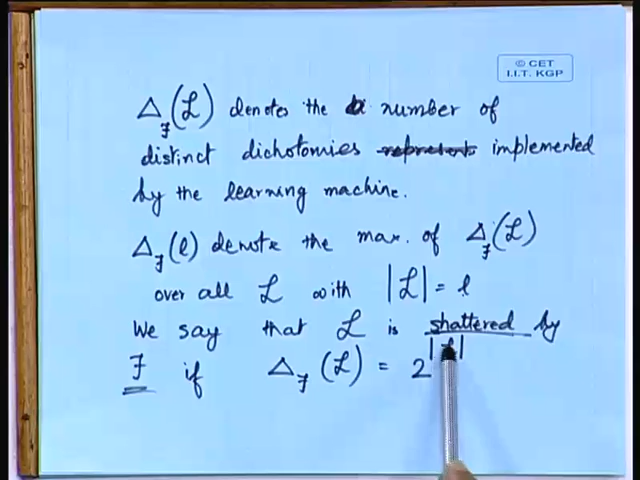 © CET
I.I.T. KGP
Δ_ℱ(ℒ) denotes the number of
distinct dichotomies represents implemented
by the learning machine.
Δ_ℱ(l) denote the max. of Δ_ℱ(ℒ)
over all ℒ with |ℒ| = l
We say that ℒ is shattered by
ℱ if Δ_ℱ(ℒ) = 2^|ℒ|